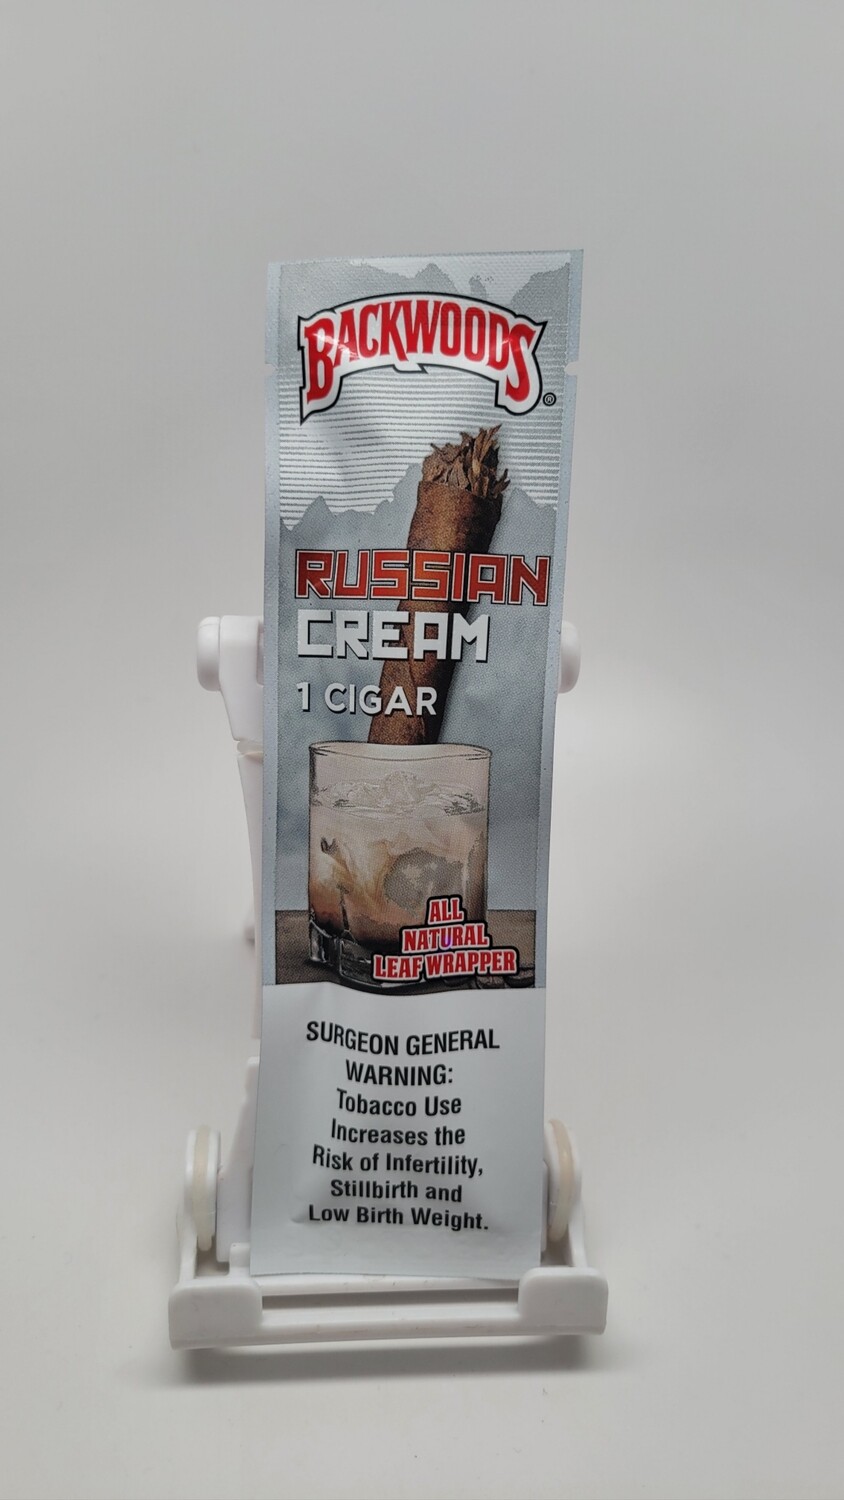 BACKWOODS®
RUSSIAN
CREAM
1 CIGAR
ALL
NATURAL
LEAF WRAPPER
SURGEON GENERAL
WARNING:
Tobacco Use
Increases the
Risk of Infertility,
Stillbirth and
Low Birth Weight.